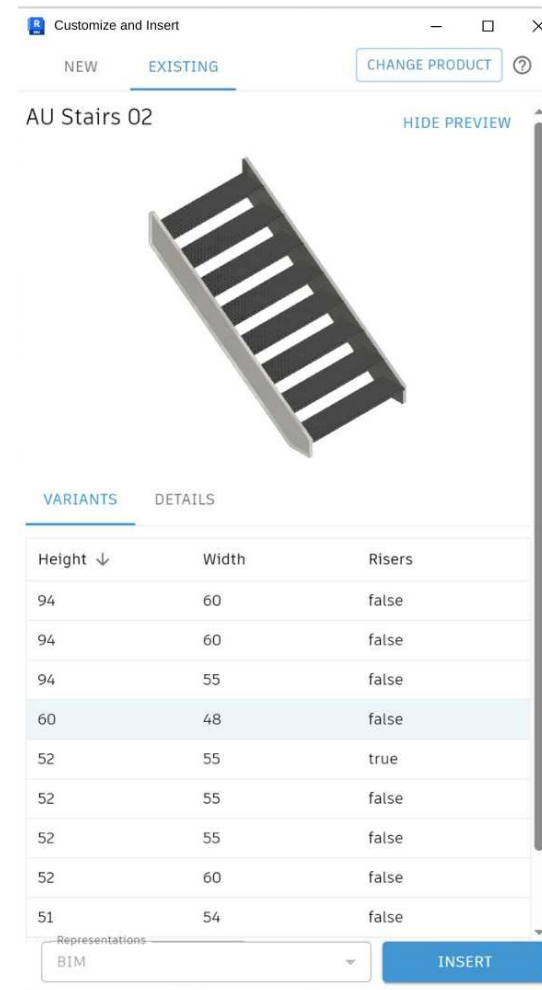 Customize and Insert
NEW EXISTING CHANGE PRODUCT ?
AU Stairs 02 HIDE PREVIEW
VARIANTS DETAILS
Height ↓ Width Risers
94 60 false
94 60 false
94 55 false
60 48 false
52 55 true
52 55 false
52 55 false
52 60 false
51 54 false
Representations
BIM INSERT